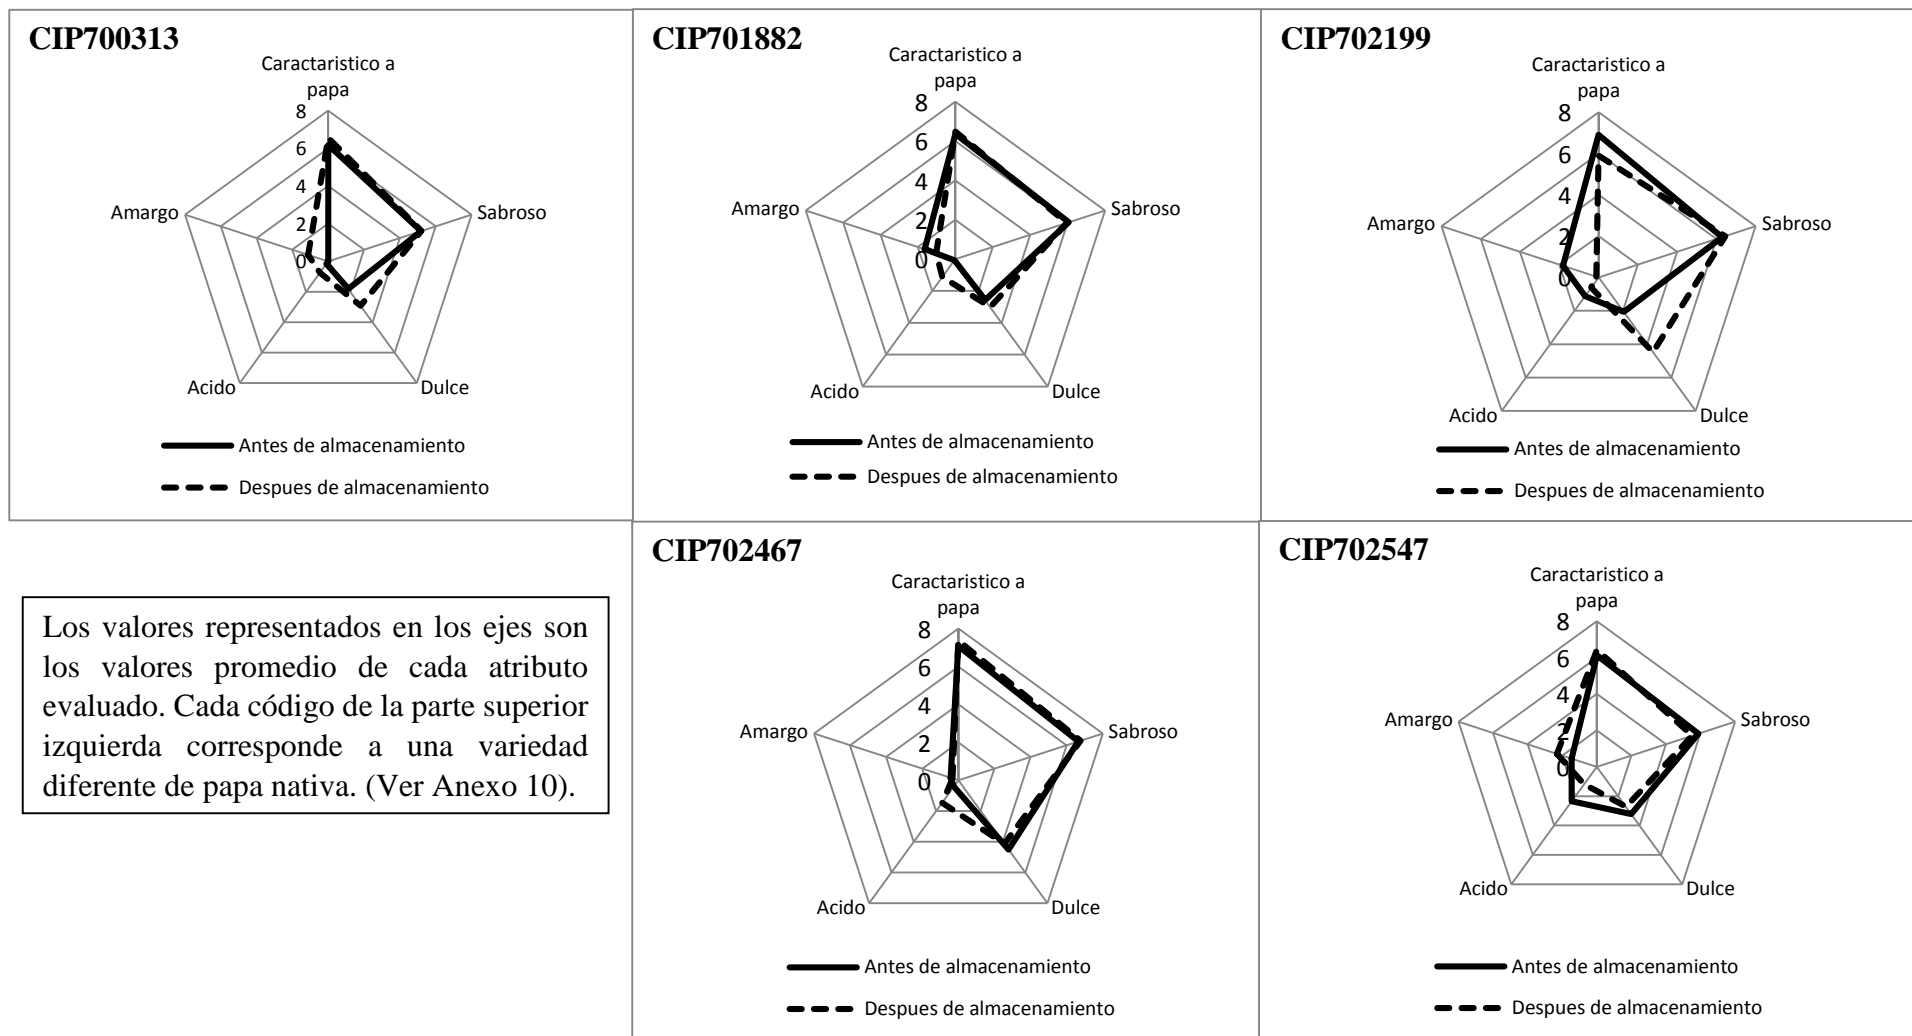 CIP700313
Caractaristico a
papa
8
6
4
2
0
Sabroso
Dulce
Acido
Amargo
Antes de almacenamiento
Despues de almacenamiento
CIP701882
Caractaristico a
papa
8
6
4
2
0
Sabroso
Dulce
Acido
Amargo
Antes de almacenamiento
Despues de almacenamiento
CIP702199
Caractaristico a
papa
8
6
4
2
0
Sabroso
Dulce
Acido
Amargo
Antes de almacenamiento
Despues de almacenamiento
Los valores representados en los ejes son
los valores promedio de cada atributo
evaluado. Cada código de la parte superior
izquierda corresponde a una variedad
diferente de papa nativa. (Ver Anexo 10).
CIP702467
Caractaristico a
papa
8
6
4
2
0
Sabroso
Dulce
Acido
Amargo
Antes de almacenamiento
Despues de almacenamiento
CIP702547
Caractaristico a
papa
8
6
4
2
0
Sabroso
Dulce
Acido
Amargo
Antes de almacenamiento
Despues de almacenamiento